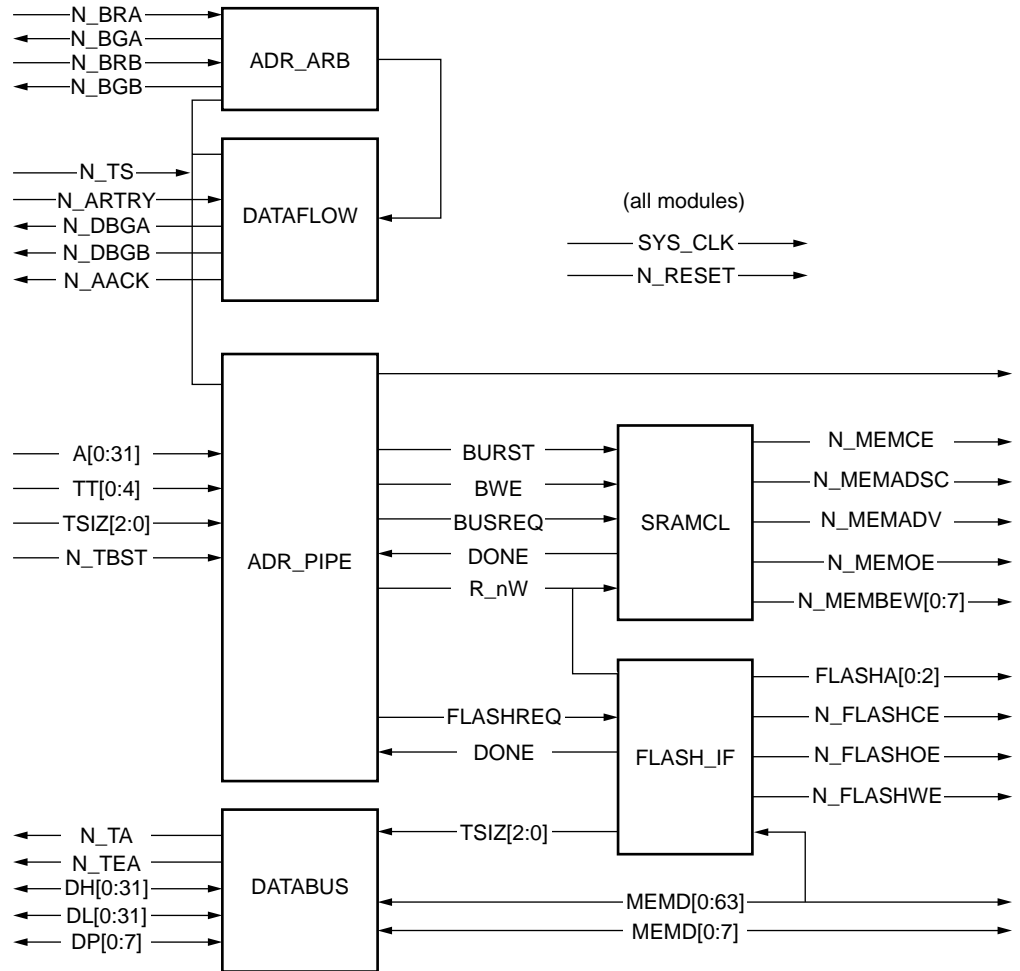 N_BRA
N_BGA
N_BRB
N_BGB
ADR_ARB
N_TS
N_ARTRY
N_DBGA
N_DBGB
N_AACK
DATAFLOW
(all modules)
SYS_CLK
N_RESET
A[0:31]
TT[0:4]
TSIZ[2:0]
N_TBST
ADR_PIPE
BURST
BWE
BUSREQ
DONE
R_nW
SRAMCL
N_MEMCE
N_MEMADSC
N_MEMADV
N_MEMOE
N_MEMBEW[0:7]
FLASHREQ
DONE
FLASH_IF
FLASHA[0:2]
N_FLASHCE
N_FLASHOE
N_FLASHWE
TSIZ[2:0]
N_TA
N_TEA
DH[0:31]
DL[0:31]
DP[0:7]
DATABUS
MEMD[0:63]
MEMD[0:7]